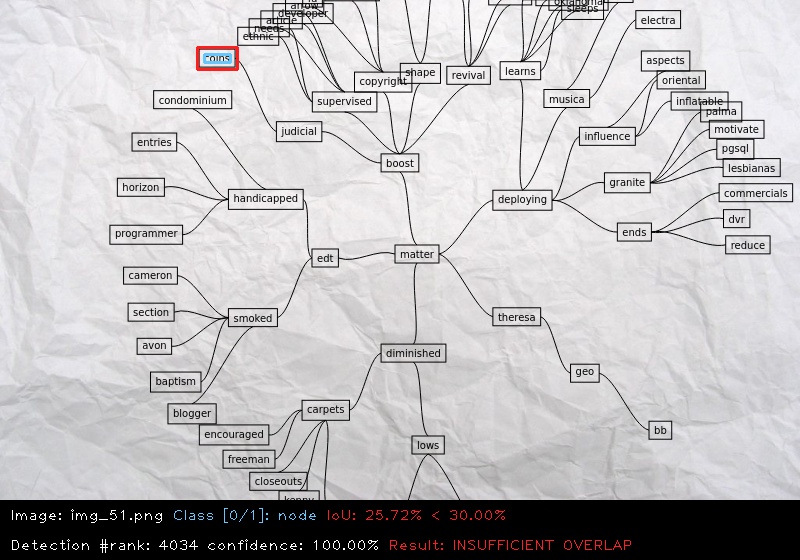 electra
oklahoma
sleeps
arrow
developer
article
needs
ethnic
coins
aspects
shape
revival
learns
copyright
oriental
condominium
supervised
musica
inflatable
palma
entries
judicial
influence
motivate
pgsql
boost
lesbianas
horizon
granite
handicapped
deploying
commercials
dvr
programmer
ends
reduce
edt
matter
cameron
section
smoked
theresa
avon
diminished
geo
baptism
blogger
carpets
encouraged
bb
lows
freeman
closeouts
Image: img_51.png Class [0/1]: node IoU: 25.72% < 30.00%
Detection #rank: 4034 confidence: 100.00% Result: INSUFFICIENT OVERLAP